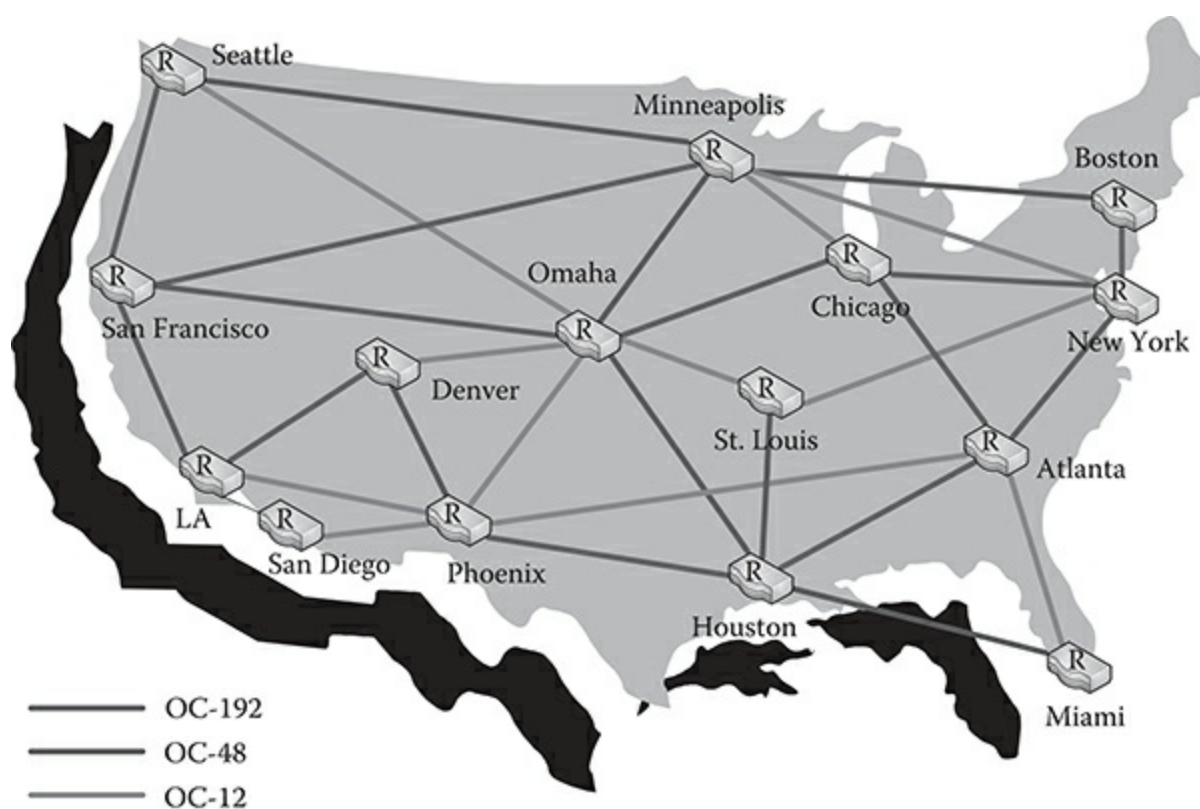 R
Seattle
Minneapolis
R
Boston
R
R
San Francisco
Omaha
R
R
Chicago
R
New York
R
Denver
R
St. Louis
R
Atlanta
R
LA
R
San Diego
R
Phoenix
R
Houston
R
Miami
OC-192
OC-48
OC-12